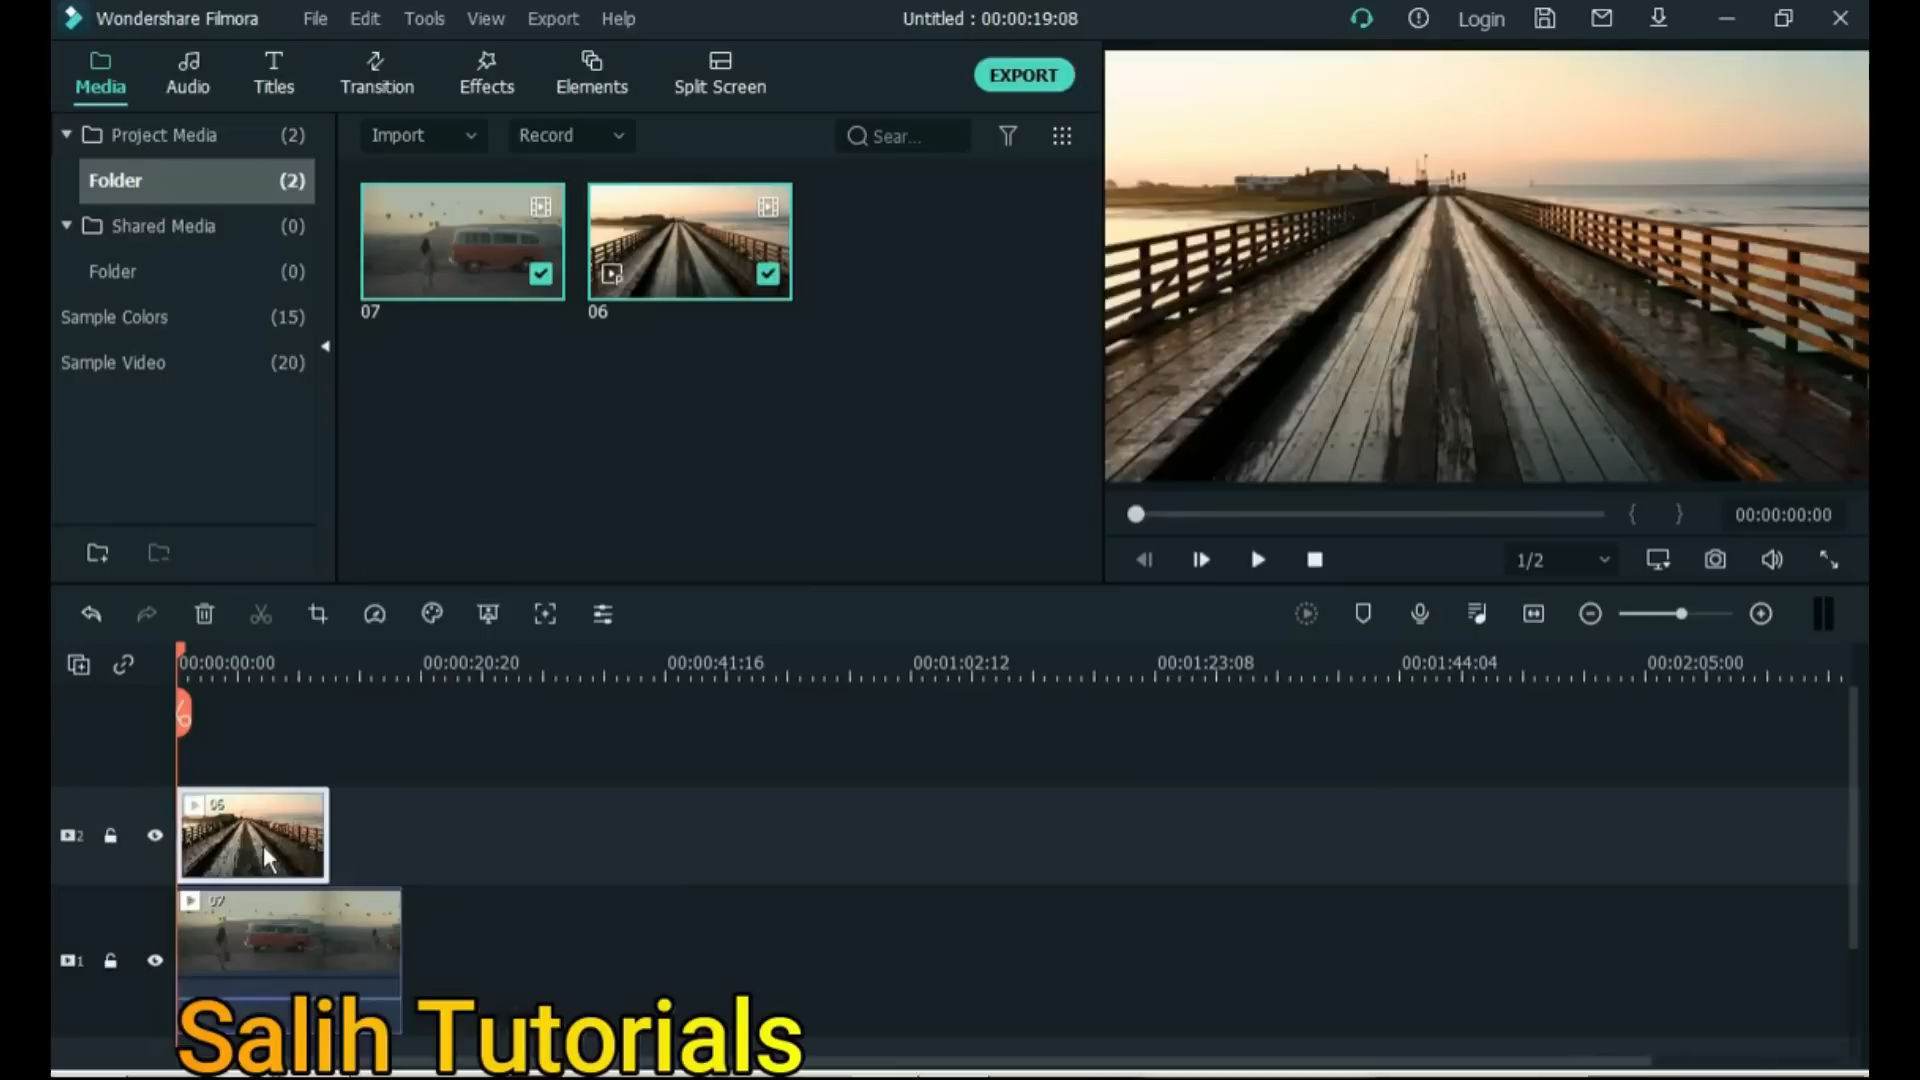 Wondershare Filmora File Edit Tools View Export Help Untitled : 00:00:19:08 Login
Media Audio Titles Transition Effects Elements Split Screen EXPORT
Project Media (2)
Folder (2)
Shared Media (0)
Folder (0)
Sample Colors (15)
Sample Video (20)
Import Record Sear...
07 06
00:00:00:00
1/2
00:00:00:00 00:00:20:20 00:00:41:16 00:01:02:12 00:01:23:08 00:01:44:04 00:02:05:00
2 06
1 07
Salih Tutorials